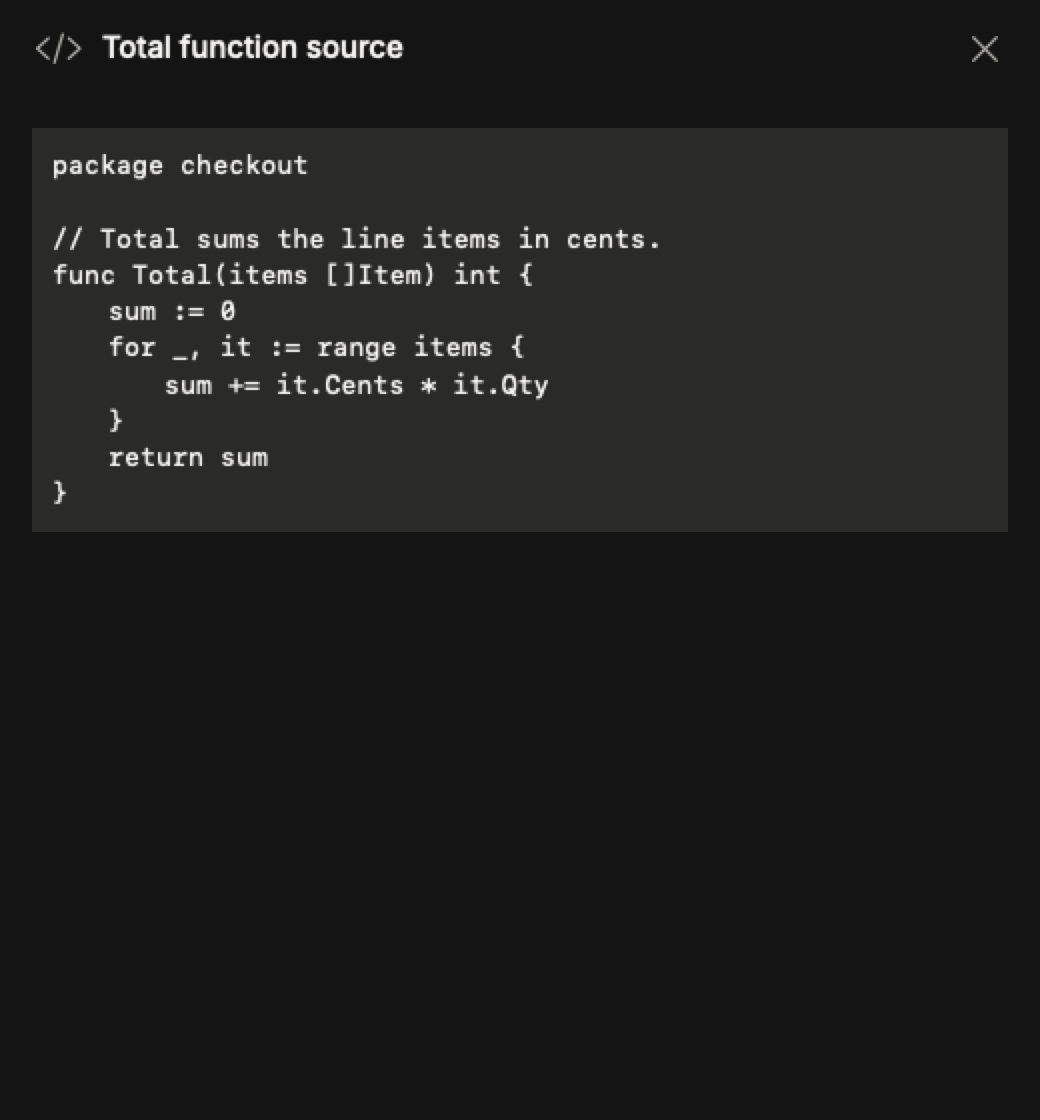 Total function source
package checkout
// Total sums the line items in cents.
func Total(items []Item) int {
sum := 0
for _, it := range items {
sum += it.Cents * it.Qty
}
return sum
}